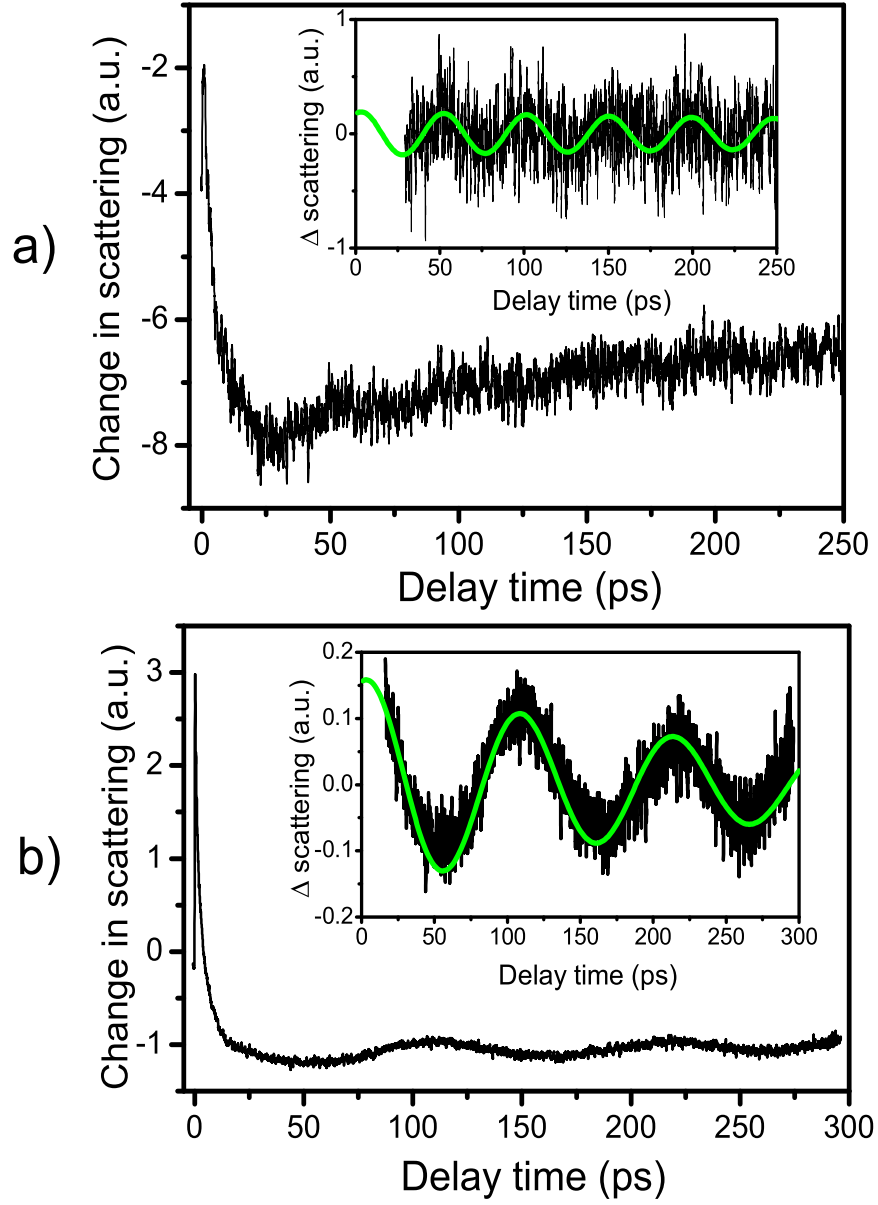 a)
Change in scattering (a.u.)
-2
-4
-6
-8
0 50 100 150 200 250
Delay time (ps)
Δ scattering (a.u.)
1
0
-1
0 50 100 150 200 250
Delay time (ps)
b)
Change in scattering (a.u.)
3
2
1
0
-1
0 50 100 150 200 250 300
Delay time (ps)
Δ scattering (a.u.)
0.2
0.1
0.0
-0.1
-0.2
0 50 100 150 200 250 300
Delay time (ps)